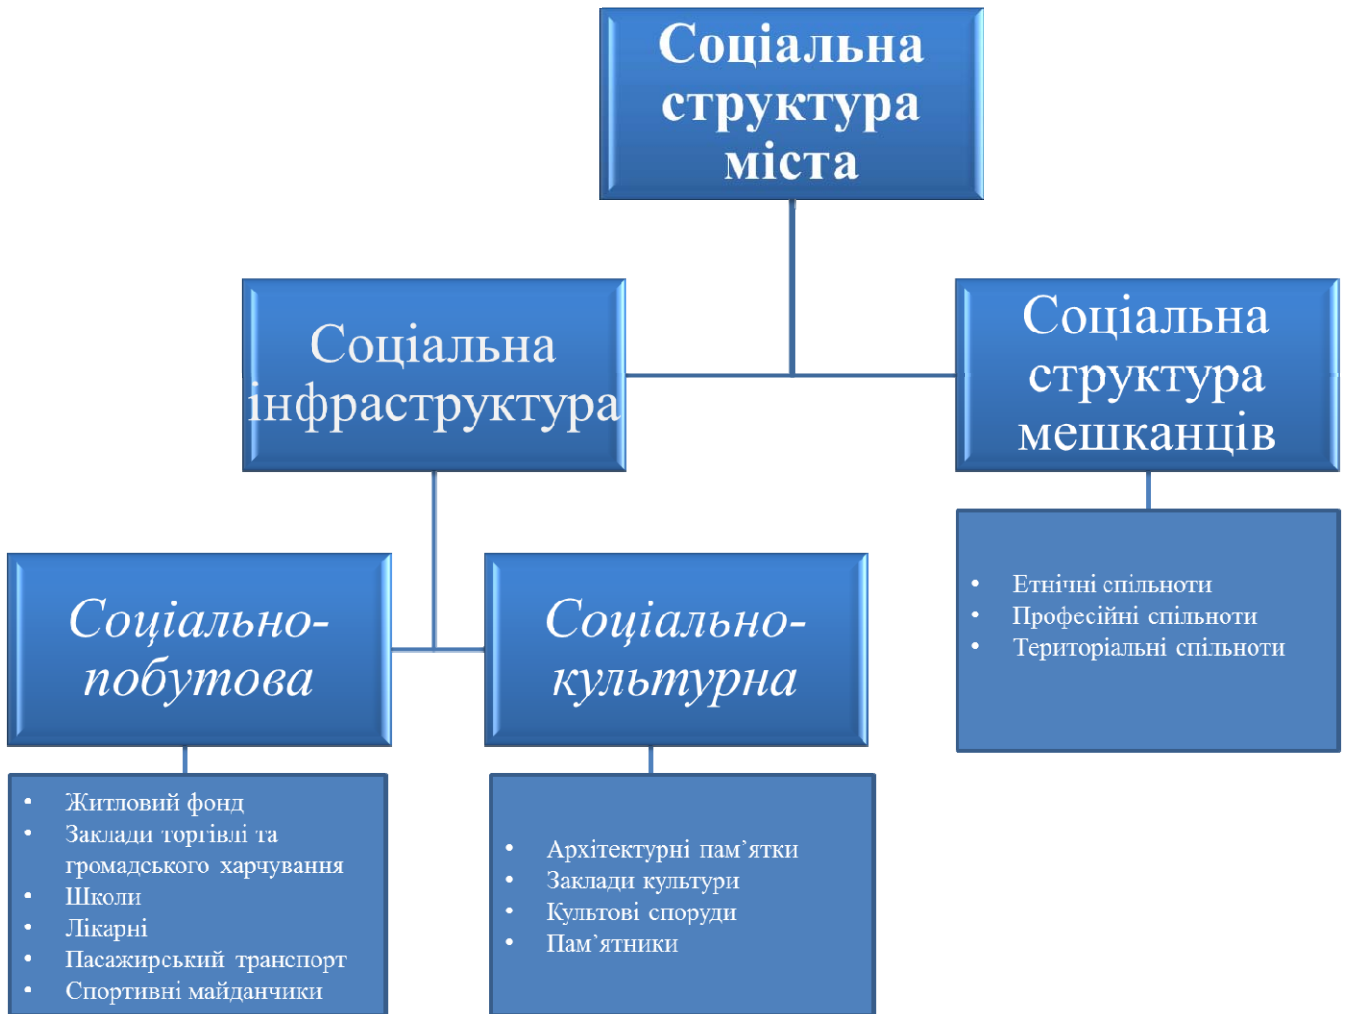 Соціальна
структура
міста
Соціальна
інфраструктура
Соціальна
структура
мешканців
Соціально-
побутова
Соціально-
культурна
• Етнічні спільноти
• Професійні спільноти
• Територіальні спільноти
• Житловий фонд
• Заклади торгівлі та
громадського харчування
• Школи
• Лікарні
• Пасажирський транспорт
• Спортивні майданчики
• Архітектурні пам’ятки
• Заклади культури
• Культові споруди
• Пам’ятники